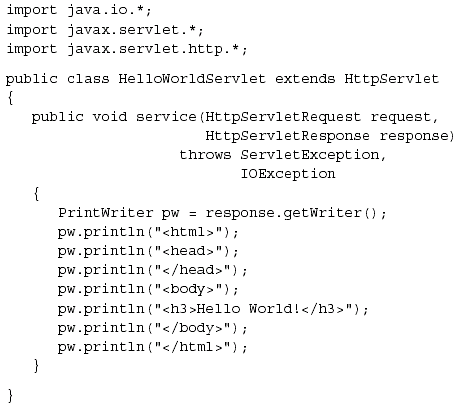 import java.io.*;
import javax.servlet.*;
import javax.servlet.http.*;
public class HelloWorldServlet extends HttpServlet
{
public void service(HttpServletRequest request,
HttpServletResponse response)
throws ServletException,
IOException
{
PrintWriter pw = response.getWriter();
pw.println("<html>");
pw.println("<head>");
pw.println("</head>");
pw.println("<body>");
pw.println("<h3>Hello World!</h3>");
pw.println("</body>");
pw.println("</html>");
}
}